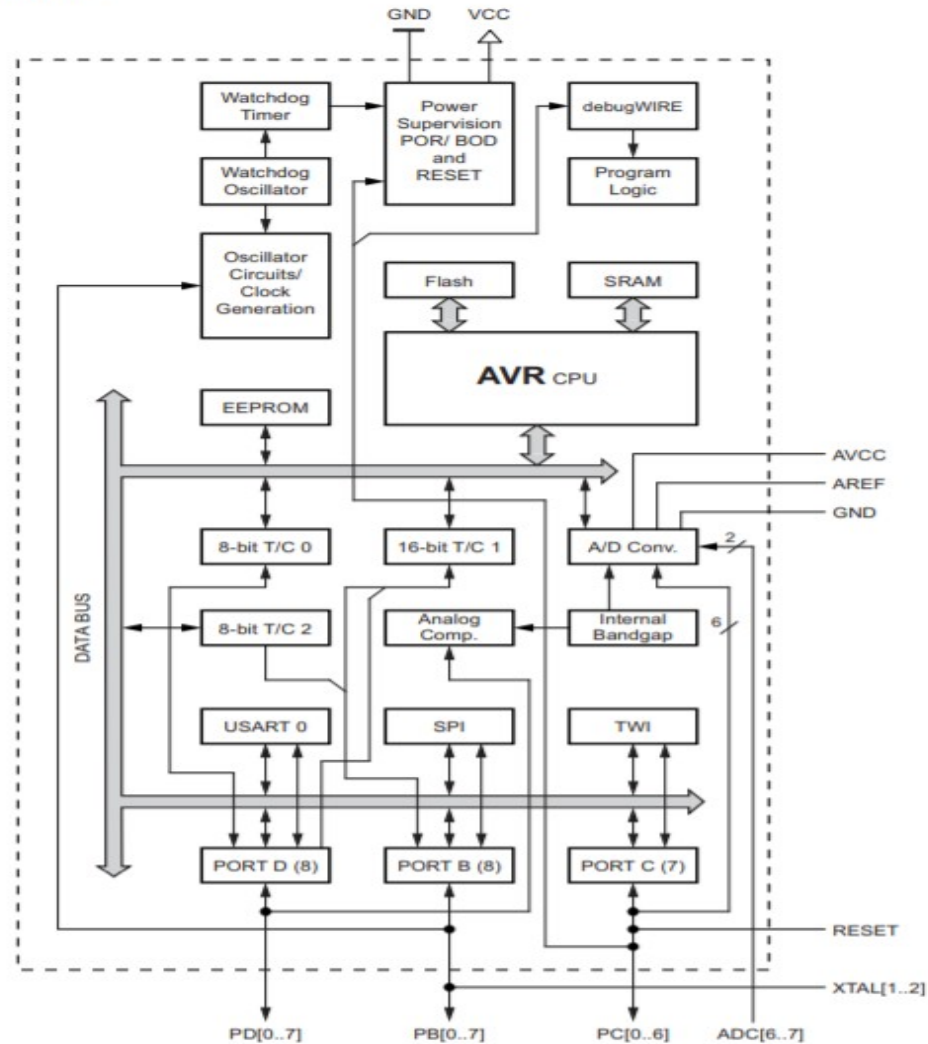 GND VCC
Watchdog
Timer
Power
Supervision
POR/ BOD
and
RESET
debugWIRE
Watchdog
Oscillator
Program
Logic
Oscillator
Circuits/
Clock
Generation
Flash
SRAM
AVR CPU
EEPROM
AVCC
AREF
GND
8-bit T/C 0
16-bit T/C 1
A/D Conv.
2
DATA BUS
8-bit T/C 2
Analog
Comp.
Internal
Bandgap
6
USART 0
SPI
TWI
PORT D (8)
PORT B (8)
PORT C (7)
RESET
XTAL[1..2]
PD[0..7]
PB[0..7]
PC[0..6]
ADC[6..7]